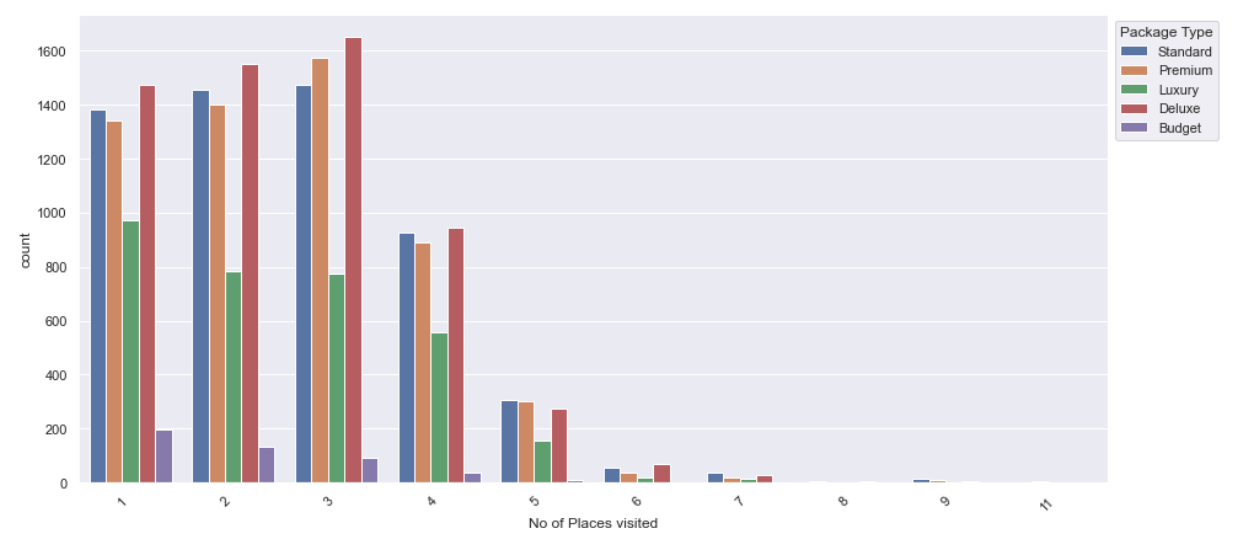 1600
1400
1200
1000
800
600
400
200
0
count
1
2
3
4
5
6
7
8
9
11
No of Places visited
Package Type
Standard
Premium
Luxury
Deluxe
Budget